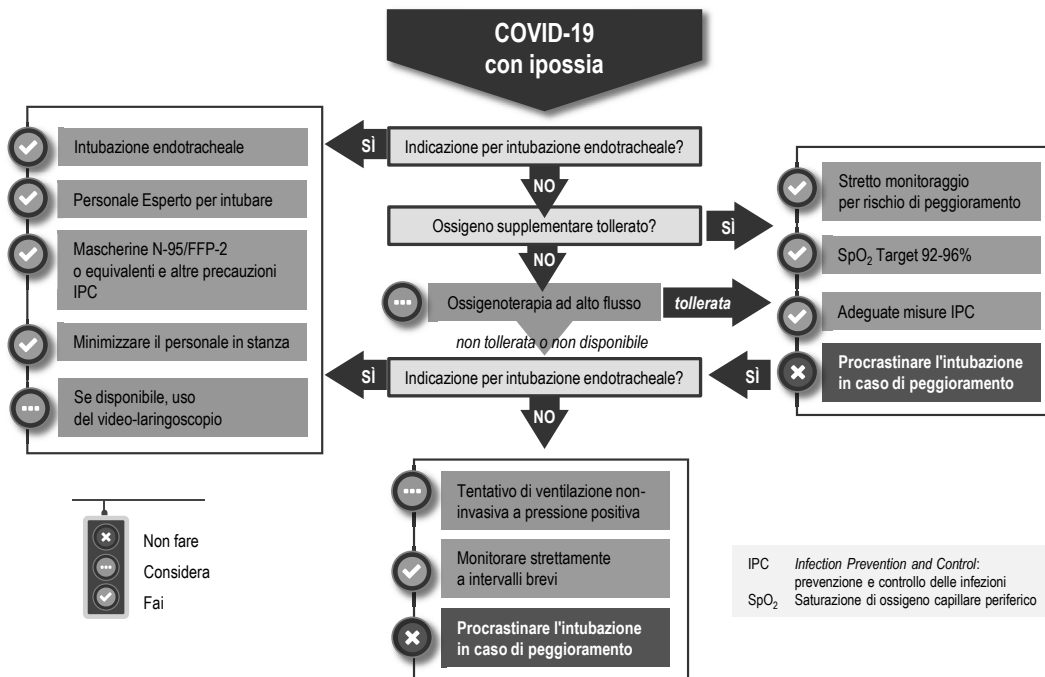 COVID-19
con ipossia
Indicazione per intubazione endotracheale?
SÌ
NO
Intubazione endotracheale
Personale Esperto per intubare
Mascherine N-95/FFP-2
o equivalenti e altre precauzioni
IPC
Minimizzare il personale in stanza
Se disponibile, uso
del video-laringoscopio
Ossigeno supplementare tollerato?
SÌ
NO
Stretto monitoraggio
per rischio di peggioramento
SpO2 Target 92-96%
Adeguate misure IPC
Procrastinare l'intubazione
in caso di peggioramento
Ossigenoterapia ad alto flusso
tollerata
non tollerata o non disponibile
SÌ
Indicazione per intubazione endotracheale?
SÌ
NO
Tentativo di ventilazione non-
invasiva a pressione positiva
Monitorare strettamente
a intervalli brevi
Procrastinare l'intubazione
in caso di peggioramento
Non fare
Considera
Fai
IPC Infection Prevention and Control:
prevenzione e controllo delle infezioni
SpO2 Saturazione di ossigeno capillare periferico